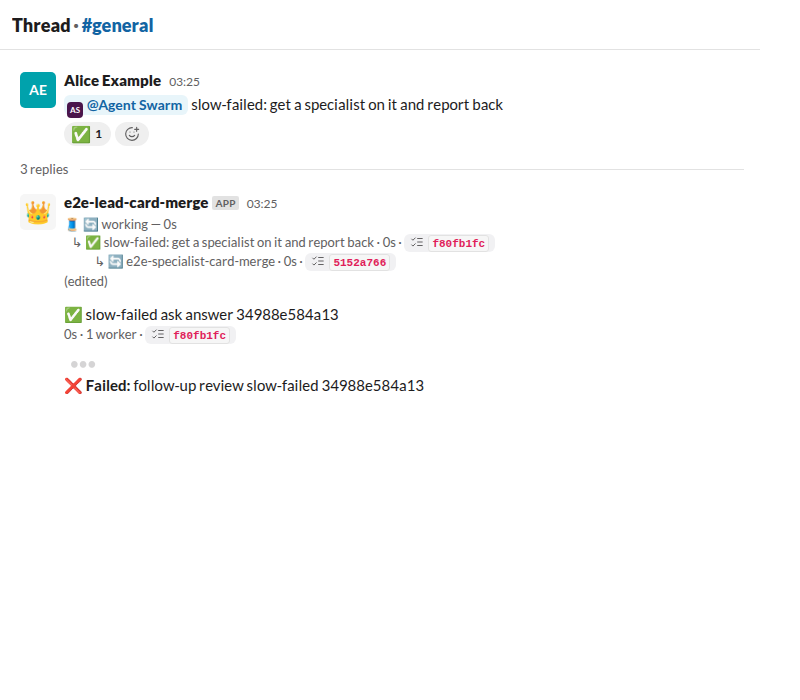 Thread · #general
AE
Alice Example 03:25
AS @Agent Swarm slow-failed: get a specialist on it and report back
✅ 1
3 replies
e2e-lead-card-merge APP 03:25
🧵 🔄 working — 0s
↳ ✅ slow-failed: get a specialist on it and report back · 0s · f80fb1fc
↳ 🔄 e2e-specialist-card-merge · 0s · 5152a766
(edited)
✅ slow-failed ask answer 34988e584a13
0s · 1 worker · f80fb1fc
❌ Failed: follow-up review slow-failed 34988e584a13